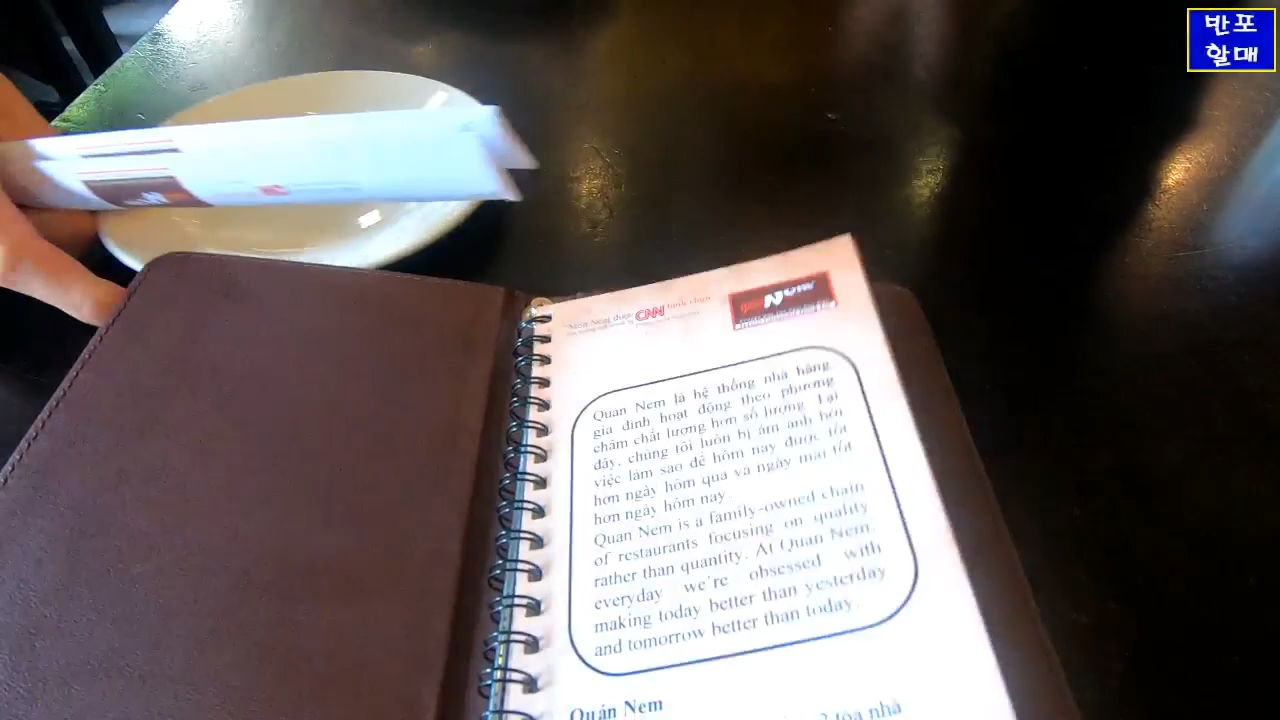 반포
할매
CNN
Quan Nem là hệ thống nhà hàng
gia đình hoạt động theo phương
châm chất lượng hơn số lượng. Tại
đây, chúng tôi luôn bị ám ảnh bởi
việc làm sao để hôm nay được tốt
hơn ngày hôm qua và ngày mai tốt
hơn ngày hôm nay.
Quan Nem is a family-owned chain
of restaurants focusing on quality
rather than quantity. At Quan Nem,
everyday we're obsessed with
making today better than yesterday
and tomorrow better than today.
Quán Nem
2 tòa nhà